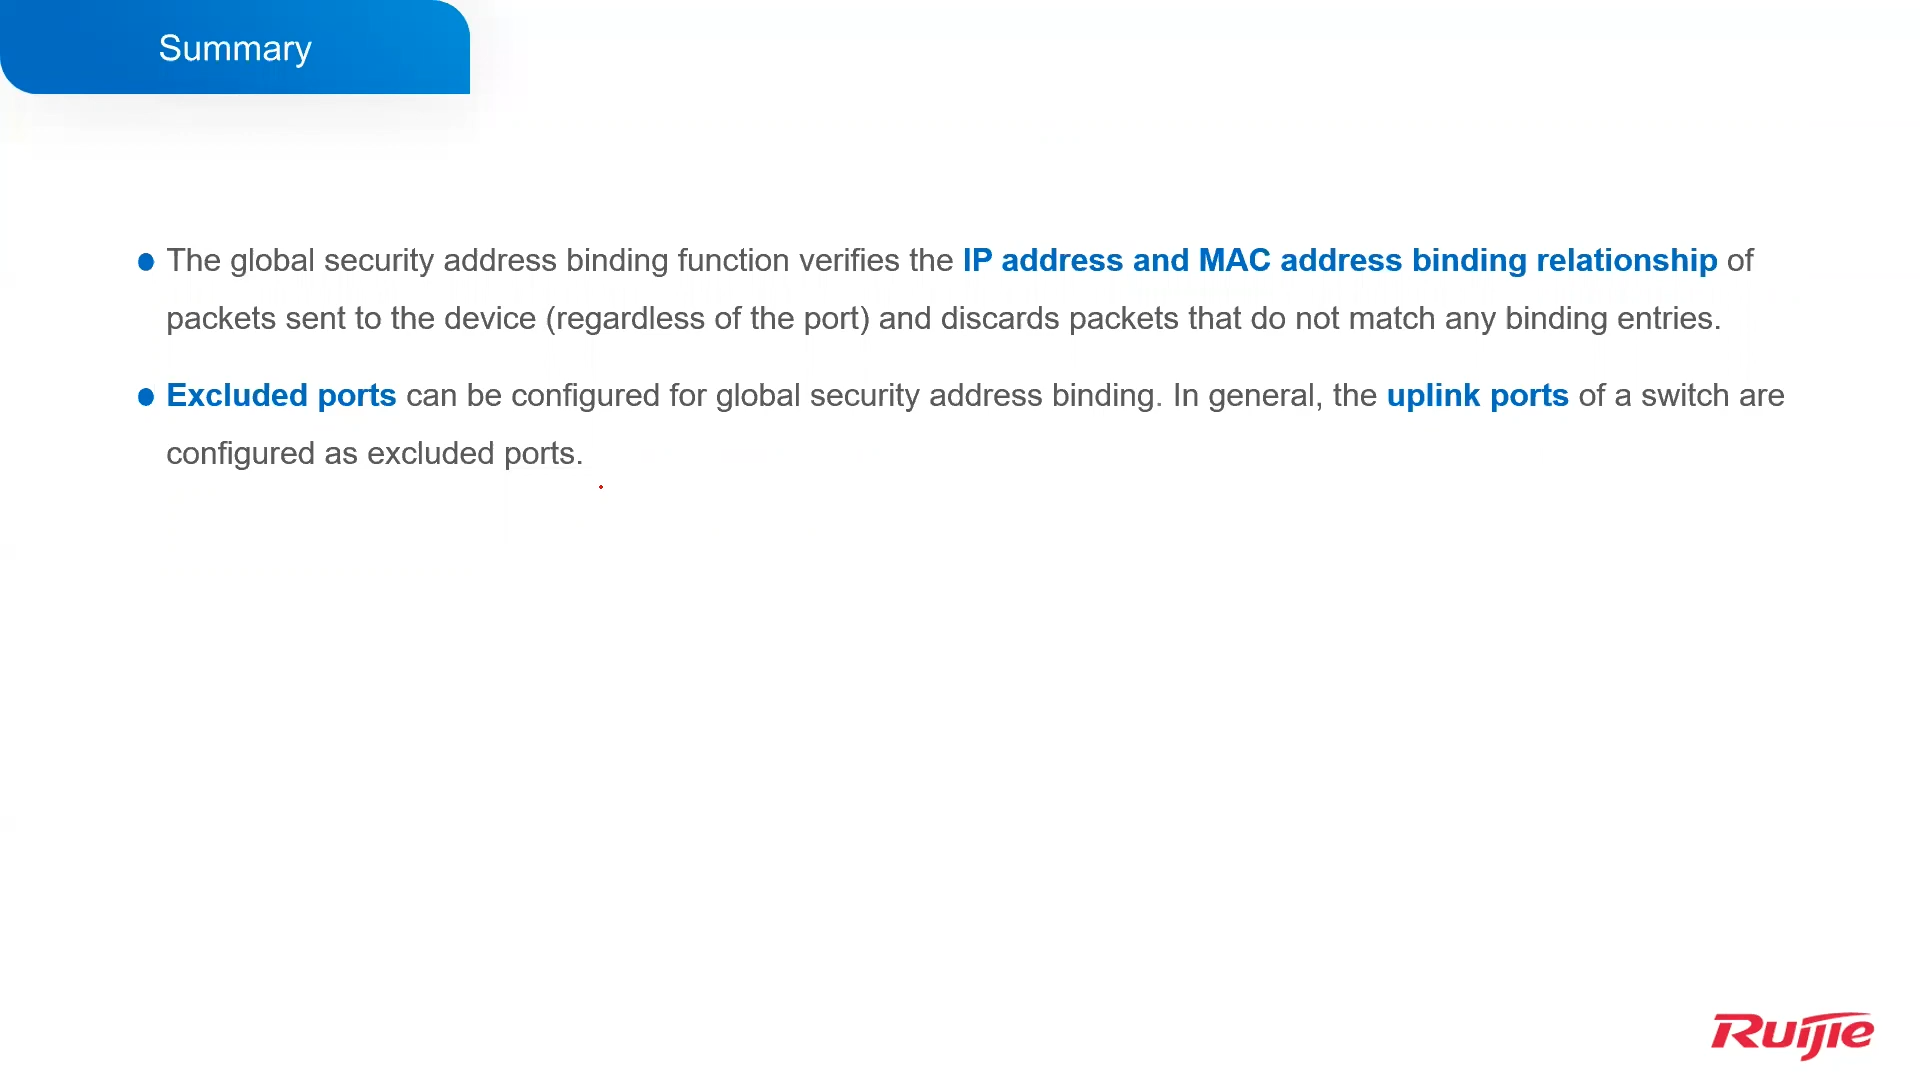 Summary
The global security address binding function verifies the IP address and MAC address binding relationship of
packets sent to the device (regardless of the port) and discards packets that do not match any binding entries.
Excluded ports can be configured for global security address binding. In general, the uplink ports of a switch are
configured as excluded ports.
Ruijie